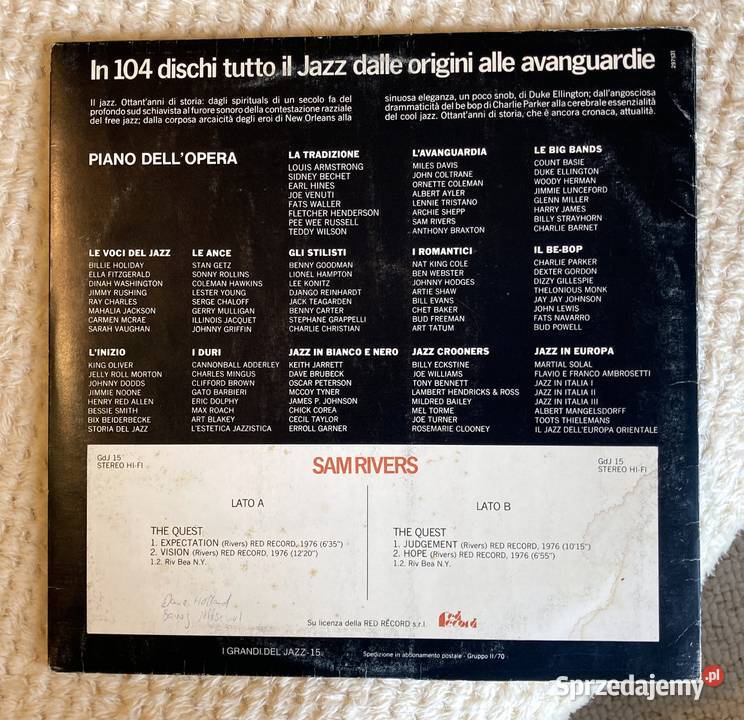 In 104 dischi tutto il Jazz dalle origini alle avanguardie
297131
Il jazz. Ottant'anni di storia: dagli spirituals di un secolo fa del
profondo sud schiavista al furore sonoro della contestazione razziale
del free jazz; dalla corposa arcaicità degli eroi di New Orleans alla
sinuosa eleganza, un poco snob, di Duke Ellington; dall'angosciosa
drammaticità del be bop di Charlie Parker alla cerebrale essenzialità
del cool jazz. Ottant'anni di storia, che è ancora cronaca, attualità.
PIANO DELL'OPERA
LA TRADIZIONE
LOUIS ARMSTRONG
SIDNEY BECHET
EARL HINES
JOE VENUTI
FATS WALLER
FLETCHER HENDERSON
PEE WEE RUSSELL
TEDDY WILSON
L'AVANGUARDIA
MILES DAVIS
JOHN COLTRANE
ORNETTE COLEMAN
ALBERT AYLER
LENNIE TRISTANO
ARCHIE SHEPP
SAM RIVERS
ANTHONY BRAXTON
LE BIG BANDS
COUNT BASIE
DUKE ELLINGTON
WOODY HERMAN
JIMMIE LUNCEFORD
GLENN MILLER
HARRY JAMES
BILLY STRAYHORN
CHARLIE BARNET
LE VOCI DEL JAZZ
BILLIE HOLIDAY
ELLA FITZGERALD
DINAH WASHINGTON
JIMMY RUSHING
RAY CHARLES
MAHALIA JACKSON
CARMEN MCRAE
SARAH VAUGHAN
LE ANCE
STAN GETZ
SONNY ROLLINS
COLEMAN HAWKINS
LESTER YOUNG
SERGE CHALOFF
GERRY MULLIGAN
ILLINOIS JACQUET
JOHNNY GRIFFIN
GLI STILISTI
BENNY GOODMAN
LIONEL HAMPTON
LEE KONITZ
DJANGO REINHARDT
JACK TEAGARDEN
BENNY CARTER
STEPHANE GRAPPELLI
CHARLIE CHRISTIAN
I ROMANTICI
NAT KING COLE
BEN WEBSTER
JOHNNY HODGES
ARTIE SHAW
BILL EVANS
CHET BAKER
BUD FREEMAN
ART TATUM
IL BE-BOP
CHARLIE PARKER
DEXTER GORDON
DIZZY GILLESPIE
THELONIOUS MONK
JAY JAY JOHNSON
JOHN LEWIS
FATS NAVARRO
BUD POWELL
L'INIZIO
KING OLIVER
JELLY ROLL MORTON
JOHNNY DODDS
JIMMIE NOONE
HENRY RED ALLEN
BESSIE SMITH
BIX BEIDERBECKE
STORIA DEL JAZZ
I DURI
CANNONBALL ADDERLEY
CHARLES MINGUS
CLIFFORD BROWN
GATO BARBIERI
ERIC DOLPHY
MAX ROACH
ART BLAKEY
L'ESTETICA JAZZISTICA
JAZZ IN BIANCO E NERO
KEITH JARRETT
DAVE BRUBECK
OSCAR PETERSON
MCCOY TYNER
JAMES P. JOHNSON
CHICK COREA
CECIL TAYLOR
ERROLL GARNER
JAZZ CROONERS
BILLY ECKSTINE
JOE WILLIAMS
TONY BENNETT
LAMBERT HENDRICKS & ROSS
MILDRED BAILEY
MEL TORME
JOE TURNER
ROSEMARIE CLOONEY
JAZZ IN EUROPA
MARTIAL SOLAL
FLAVIO E FRANCO AMBROSETTI
JAZZ IN ITALIA I
JAZZ IN ITALIA II
JAZZ IN ITALIA III
ALBERT MANGELSDORFF
TOOTS THIELEMANS
IL JAZZ DELL'EUROPA ORIENTALE
GdJ 15
STEREO HI-FI
SAM RIVERS
GdJ 15
STEREO HI-FI
LATO A
THE QUEST
1. EXPECTATION (Rivers) RED RECORD, 1976 (6'35")
2. VISION (Rivers) RED RECORD, 1976 (12'20")
1.2. Riv Bea N.Y.
LATO B
THE QUEST
1. JUDGEMENT (Rivers) RED RECORD, 1976 (10'15")
2. HOPE (Rivers) RED RECORD, 1976 (6'55")
1.2. Riv Bea N.Y.
Dave Holland
Su licenza della RED RECORD s.r.l.
Red Record
I GRANDI DEL JAZZ-15
Spedizione in abbonamento postale - Gruppo II/70
Sprzedajemy.pl